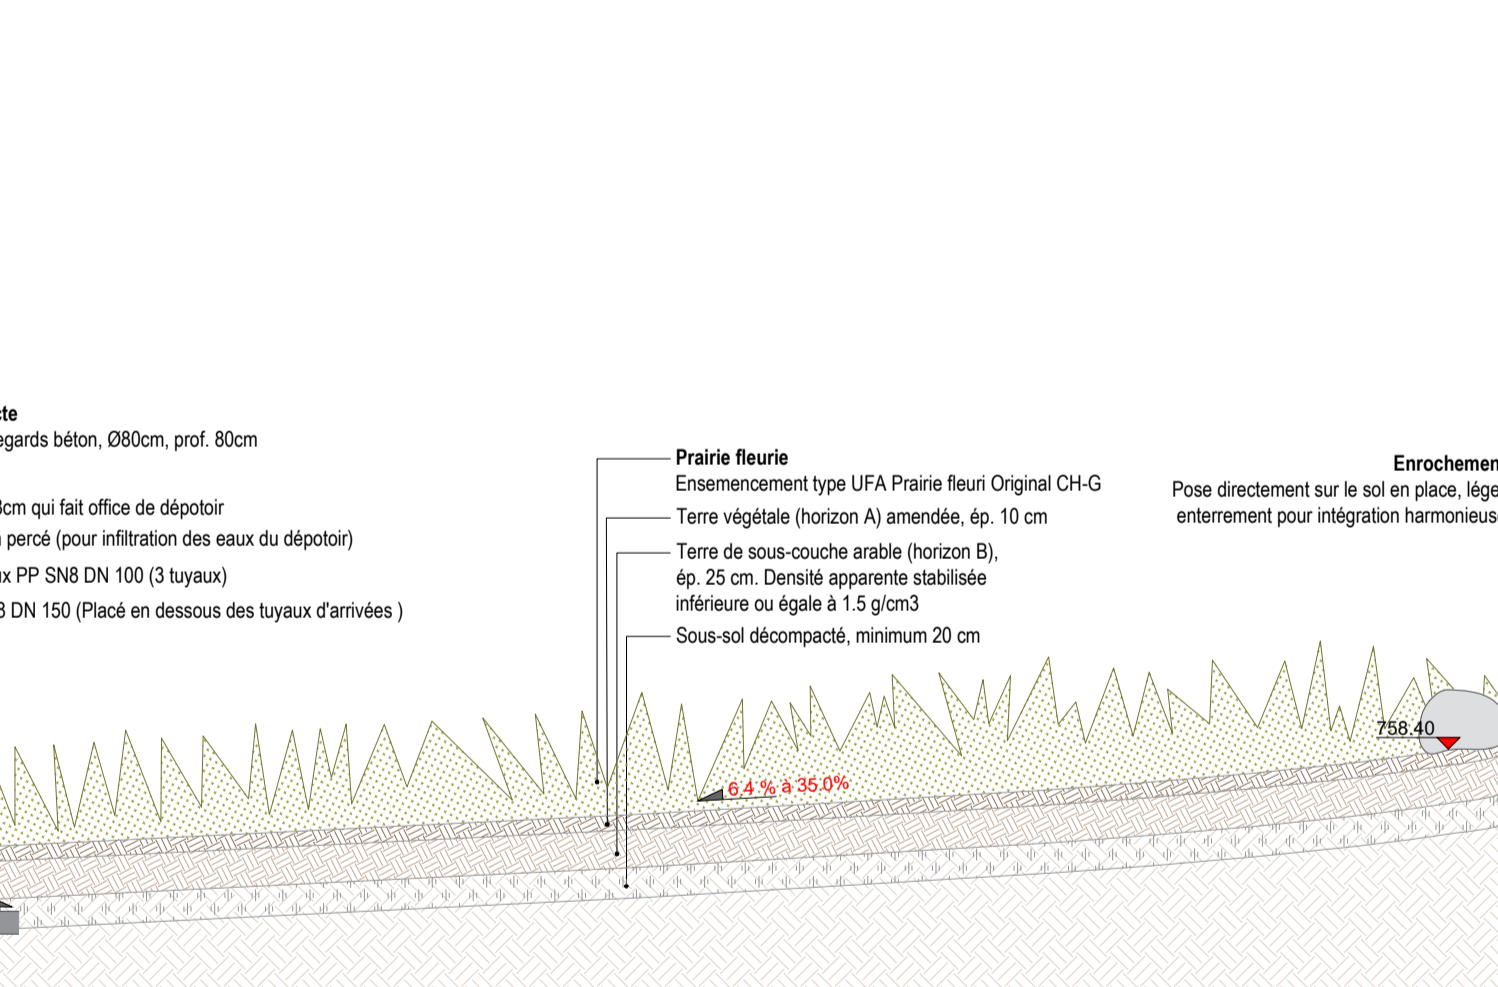 cte
egards béton, Ø80cm, prof. 80cm
3cm qui fait office de dépotoir
percé (pour infiltration des eaux du dépotoir)
ux PP SN8 DN 100 (3 tuyaux)
8 DN 150 (Placé en dessous des tuyaux d'arrivées )
Prairie fleurie
Ensemencement type UFA Prairie fleuri Original CH-G
Terre végétale (horizon A) amendée, ép. 10 cm
Terre de sous-couche arable (horizon B),
ép. 25 cm. Densité apparente stabilisée
inférieure ou égale à 1.5 g/cm3
Sous-sol décompacté, minimum 20 cm
Enrochemen
Pose directement sur le sol en place, lége
enterrement pour intégration harmonieus
758.40
6.4 % à 35.0%